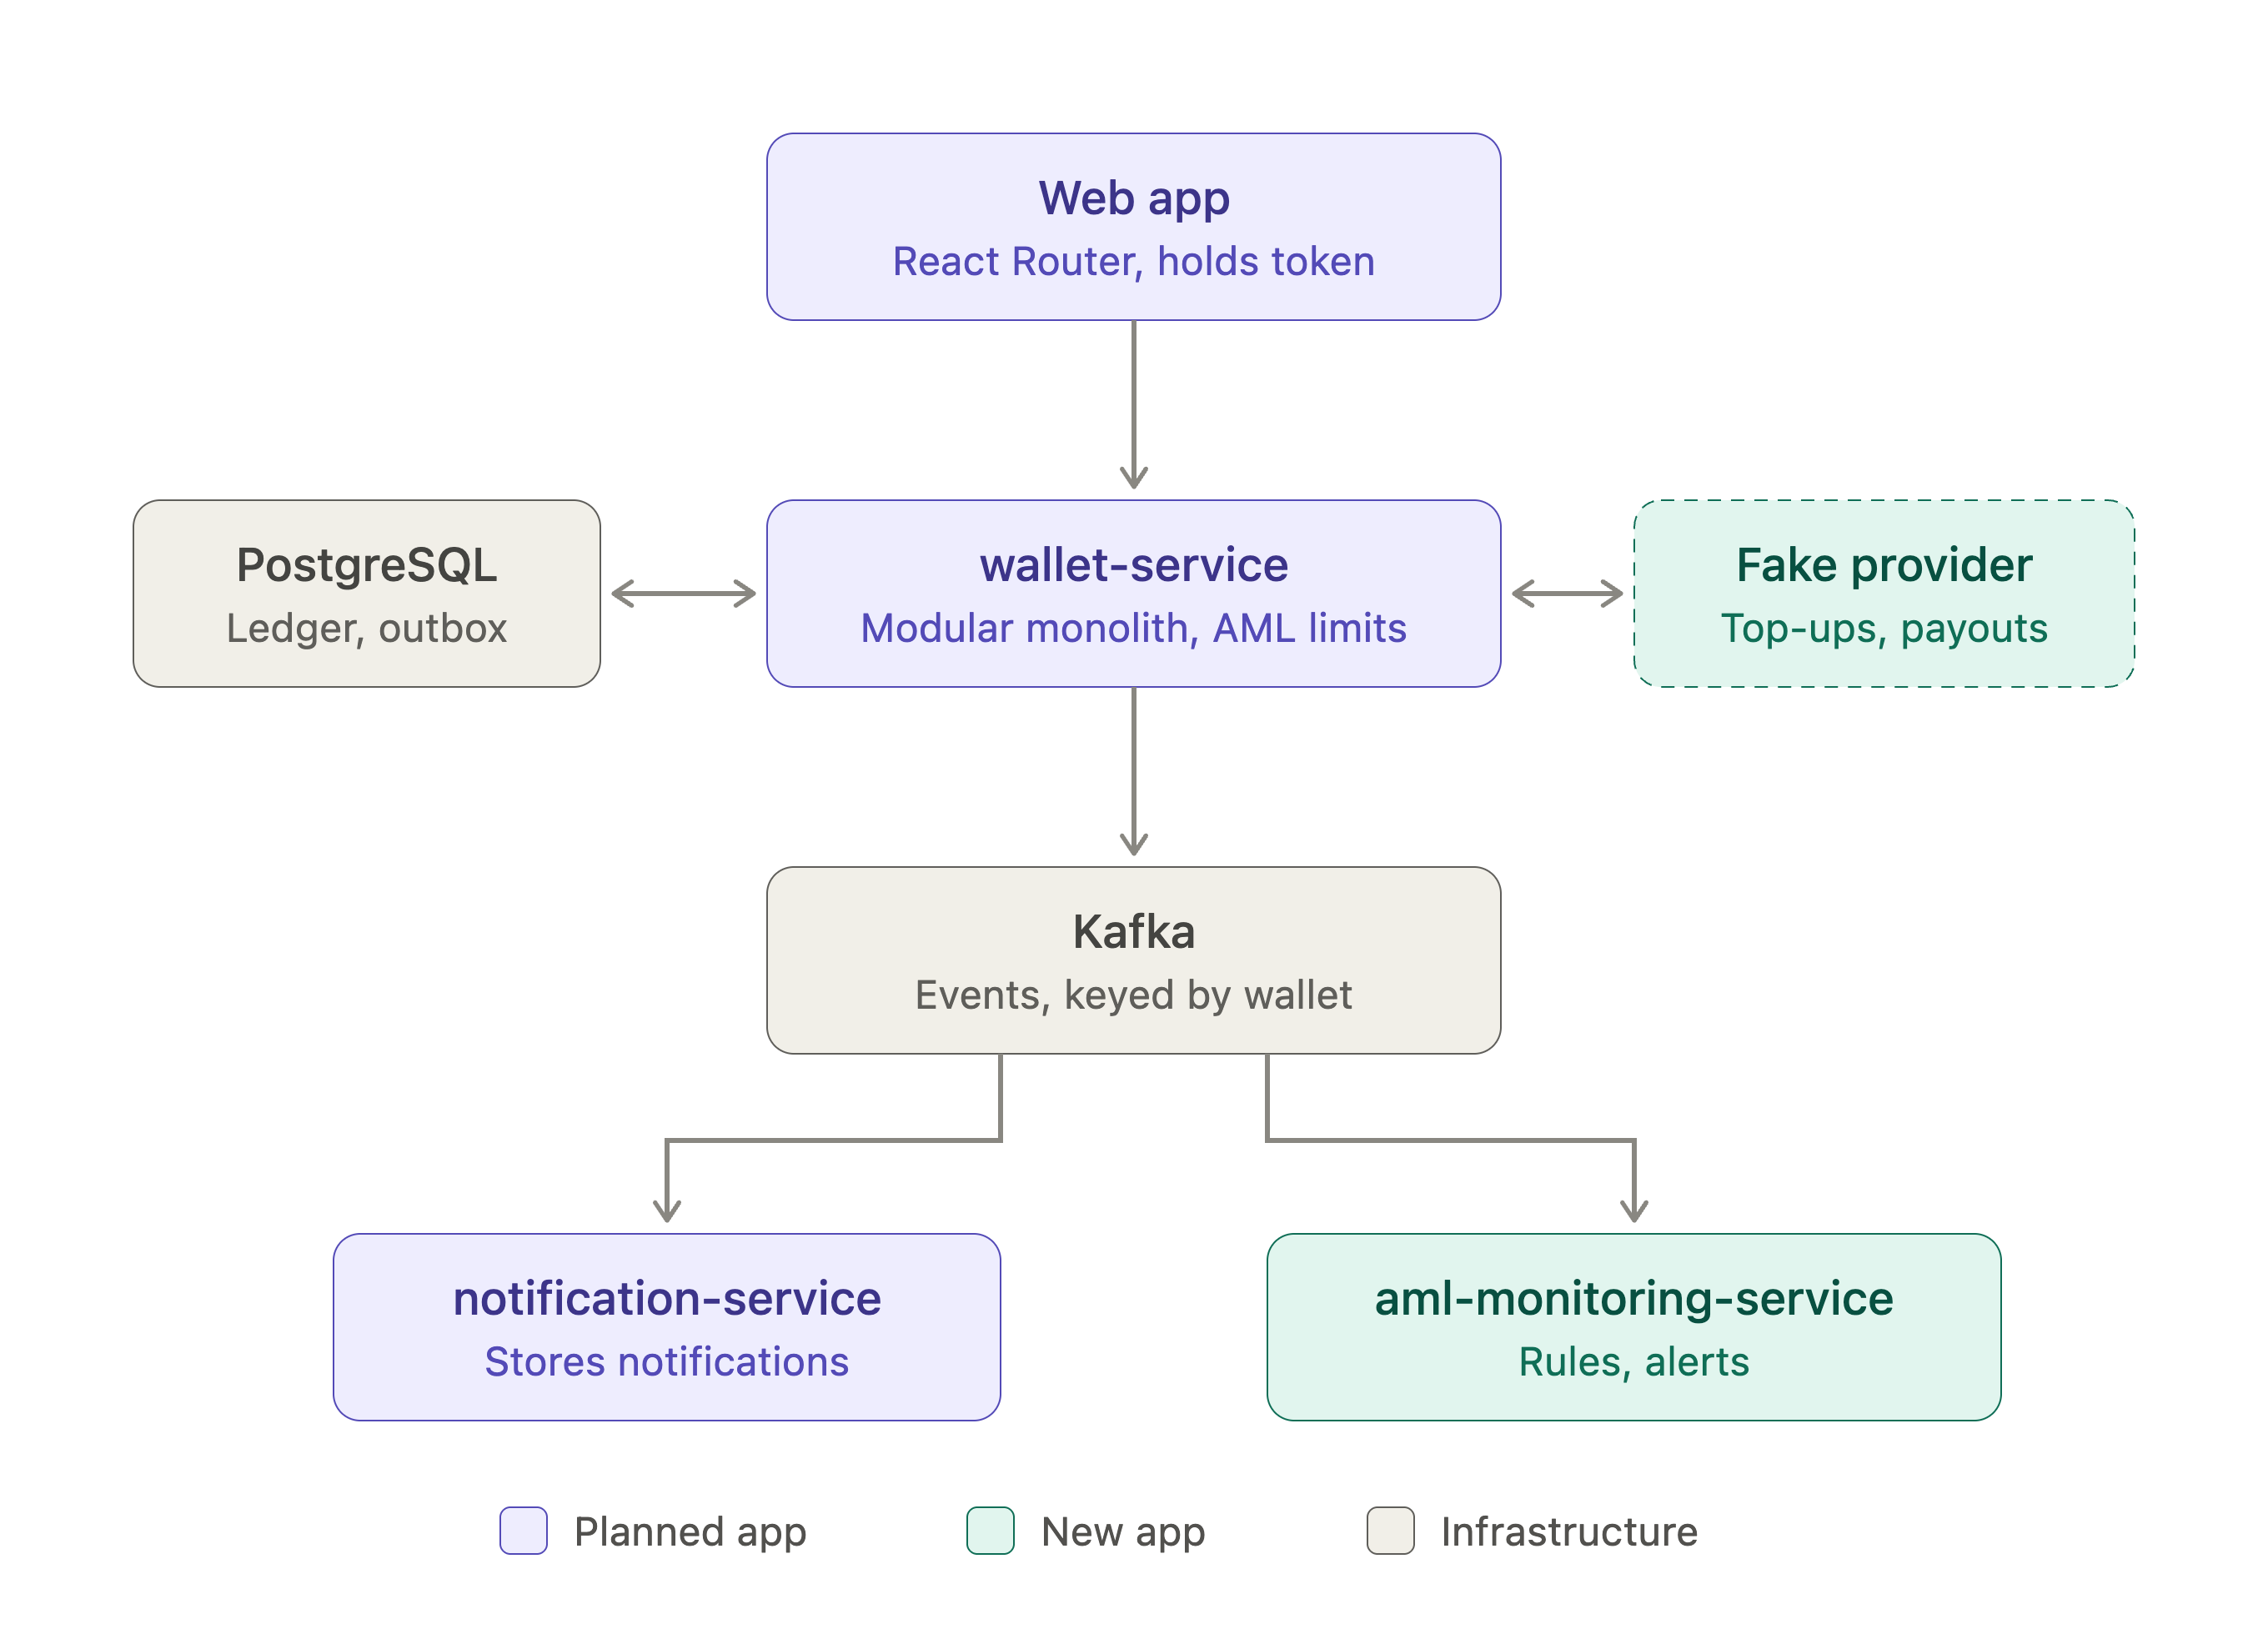 Web app
React Router, holds token
PostgreSQL
Ledger, outbox
wallet-service
Modular monolith, AML limits
Fake provider
Top-ups, payouts
Kafka
Events, keyed by wallet
notification-service
Stores notifications
aml-monitoring-service
Rules, alerts
Planned app
New app
Infrastructure